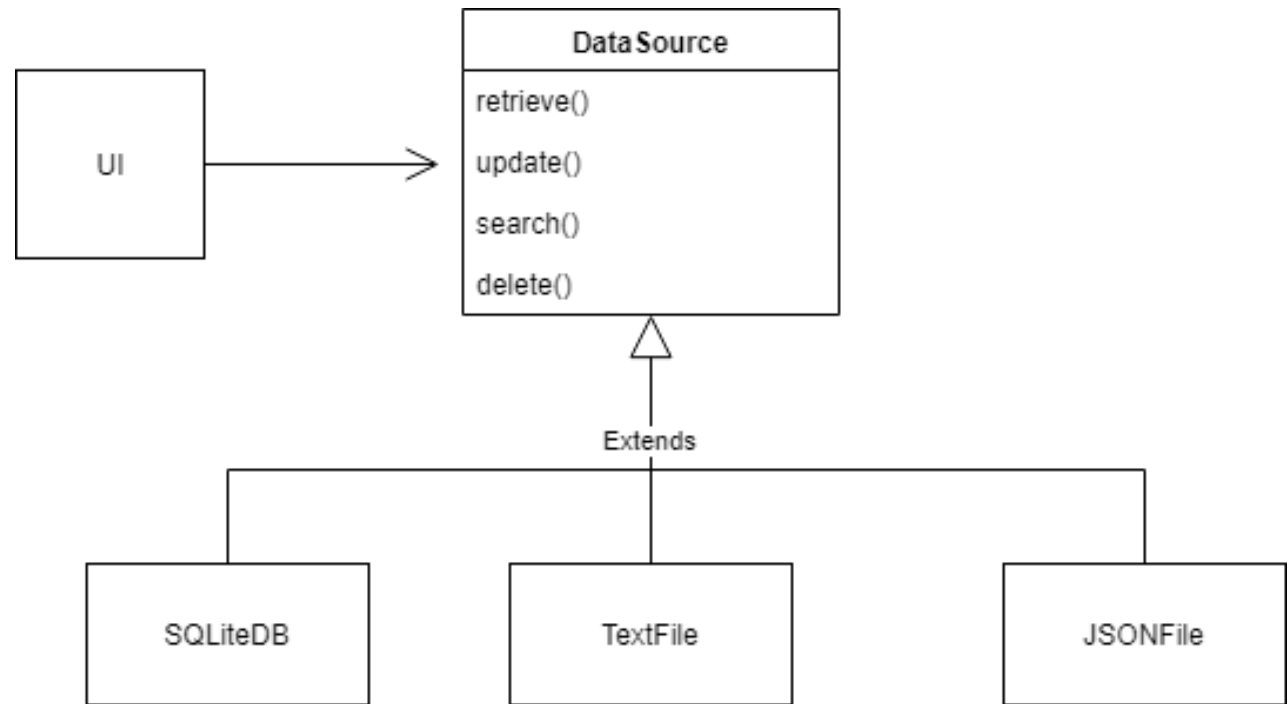 DataSource
UI
retrieve()
update()
search()
delete()
Extends
SQLiteDB
TextFile
JSONFile